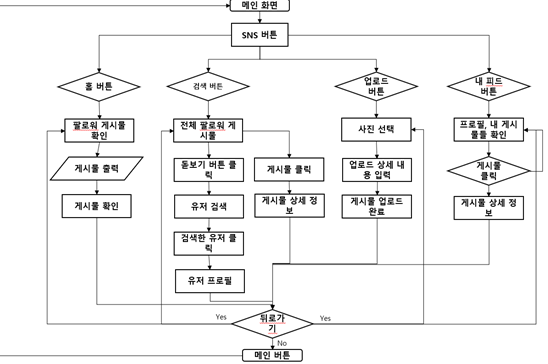 메인 화면
SNS 버튼
홈 버튼
검색 버튼
업로드
버튼
내 피드
버튼
팔로워 게시물
확인
전체 팔로워 게
시물
사진 선택
프로필, 내 게시
물들 확인
게시물 출력
돋보기 버튼 클
릭
게시물 클릭
업로드 상세 내
용 입력
게시물
클릭
게시물 확인
유저 검색
게시물 상세 정
보
게시물 업로드
완료
게시물 상세 정
보
검색한 유저 클
릭
유저 프로필
Yes
뒤로가
기
Yes
No
메인 버튼